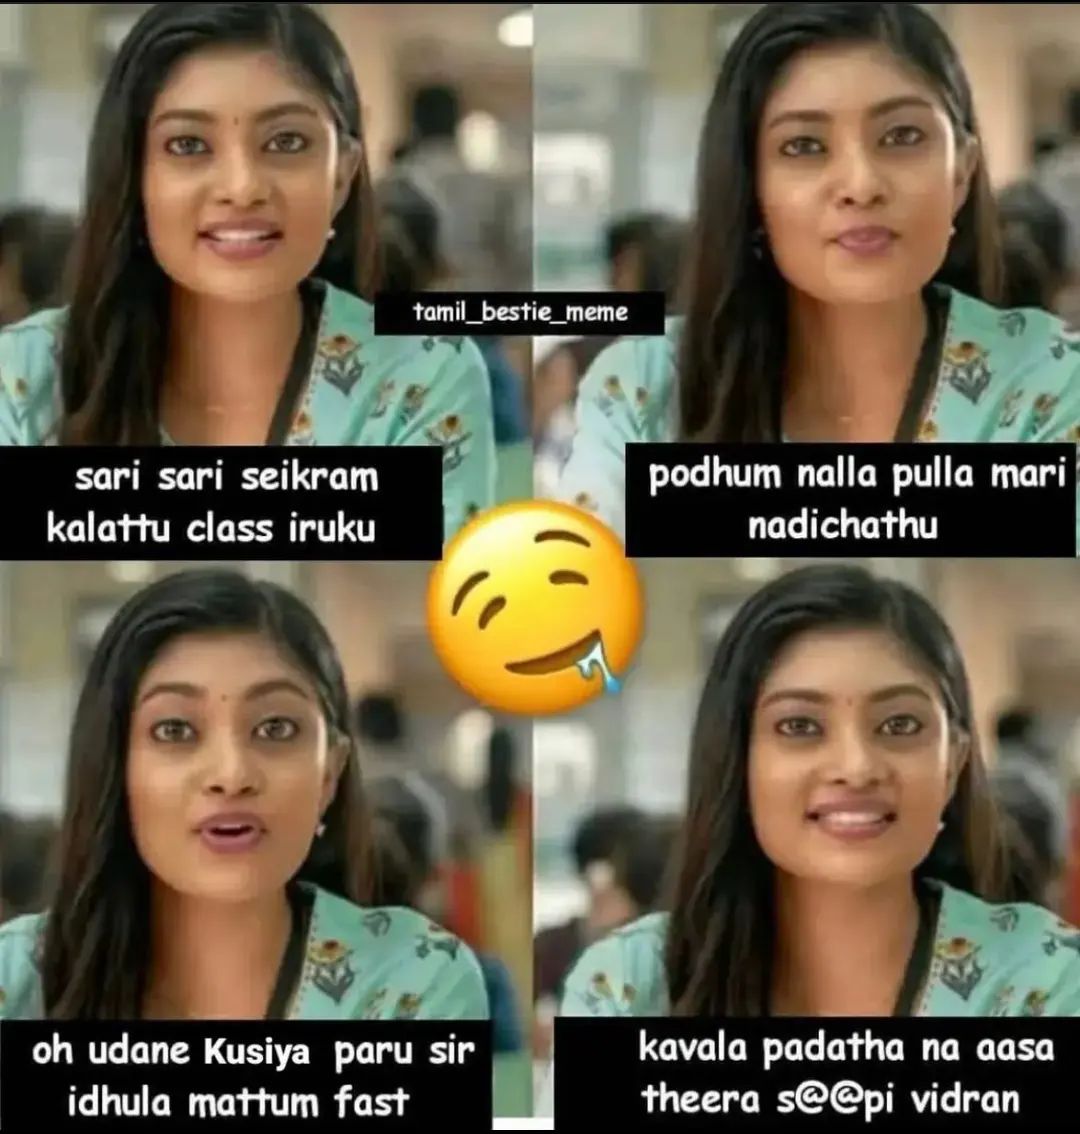 tamil_bestie_meme
sari sari seikram
kalattu class iruku
podhum nalla pulla mari
nadichathu
oh udane Kusiya paru sir
idhula mattum fast
kavala padatha na aasa
theera s@@pi vidran